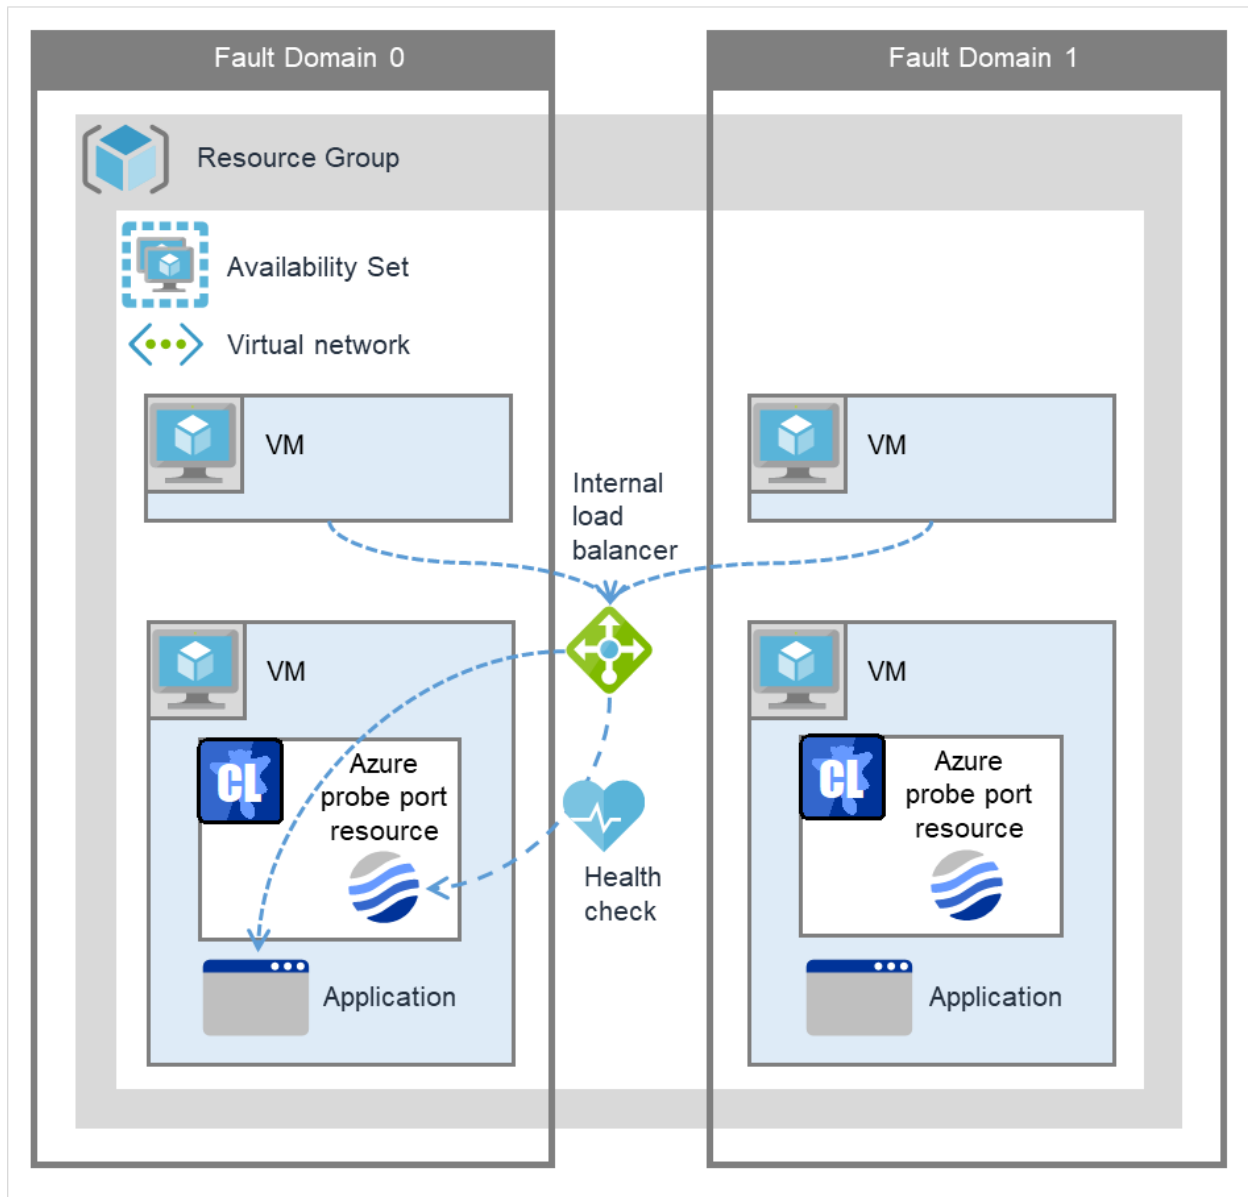 Fault Domain 0
Fault Domain 1
Resource Group
Availability Set
Virtual network
VM
VM
Internal
load
balancer
VM
VM
CL
Azure
probe port
resource
CL
Azure
probe port
resource
Health
check
Application
Application